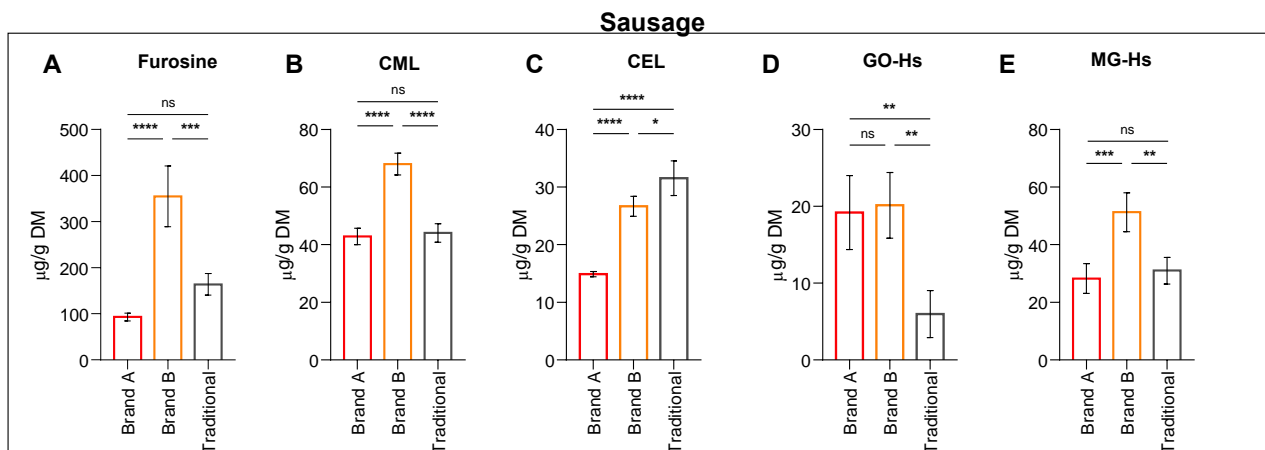 Sausage
A Furosine
ns
**** ***
μg/g DM
500
400
300
200
100
0
Brand A
Brand B
Traditional
B CML
ns
**** ****
μg/g DM
80
60
40
20
0
Brand A
Brand B
Traditional
C CEL
****
**** *
μg/g DM
40
30
20
10
0
Brand A
Brand B
Traditional
D GO-Hs
**
ns **
μg/g DM
30
20
10
0
Brand A
Brand B
Traditional
E MG-Hs
ns
*** **
μg/g DM
80
60
40
20
0
Brand A
Brand B
Traditional